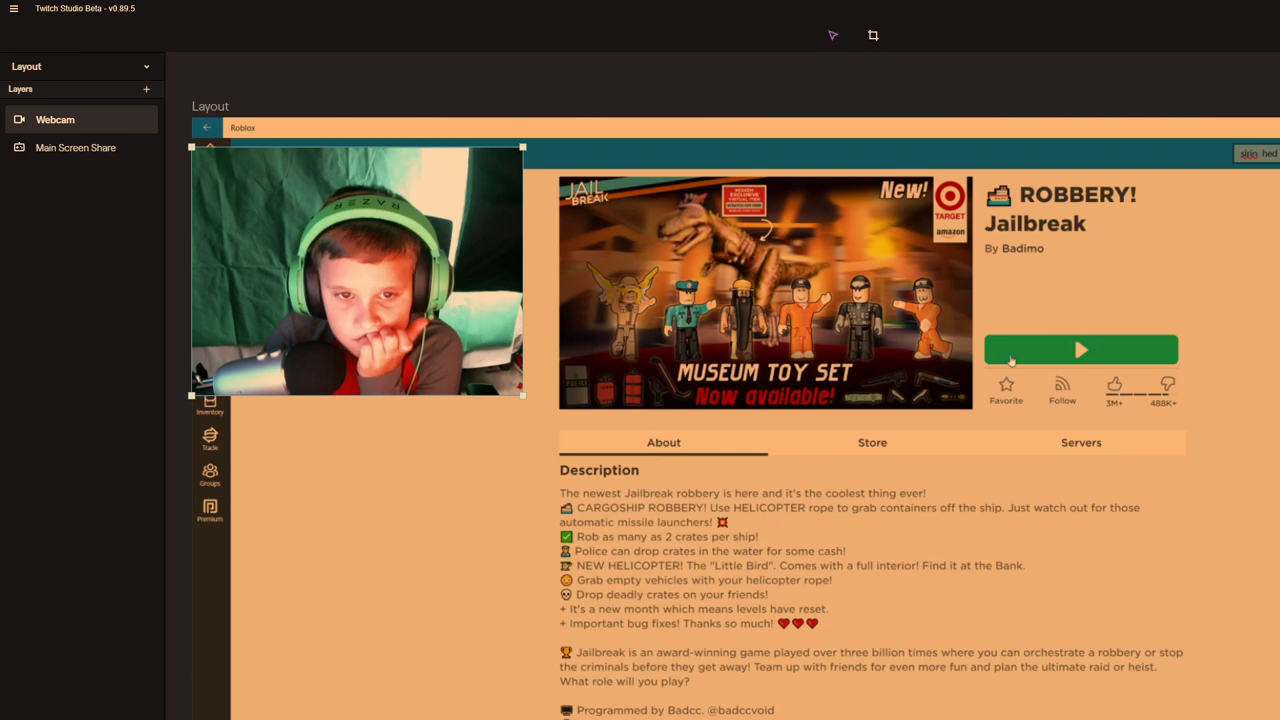 Twitch Studio Beta - v0.89.5
Layout
Layers
Webcam
Main Screen Share
Layout
Roblox
RAZER
Inventory
Trade
Groups
Premium
JAIL
BREAK
New!
TARGET
amazon
POLICE
MUSEUM TOY SET
Now available!
ROBBERY!
Jailbreak
By Badimo
Favorite
Follow
3M+
488K+
About
Store
Servers
Description
The newest Jailbreak robbery is here and it's the coolest thing ever!
🚢 CARGOSHIP ROBBERY! Use HELICOPTER rope to grab containers off the ship. Just watch out for those
automatic missile launchers! 💥
✅ Rob as many as 2 crates per ship!
Police can drop crates in the water for some cash!
NEW HELICOPTER! The "Little Bird". Comes with a full interior! Find it at the Bank.
Grab empty vehicles with your helicopter rope!
💀 Drop deadly crates on your friends!
+ It's a new month which means levels have reset.
+ Important bug fixes! Thanks so much! ❤❤❤
🏆 Jailbreak is an award-winning game played over three billion times where you can orchestrate a robbery or stop
the criminals before they get away! Team up with friends for even more fun and plan the ultimate raid or heist.
What role will you play?
Programmed by Badcc. @badccvoid